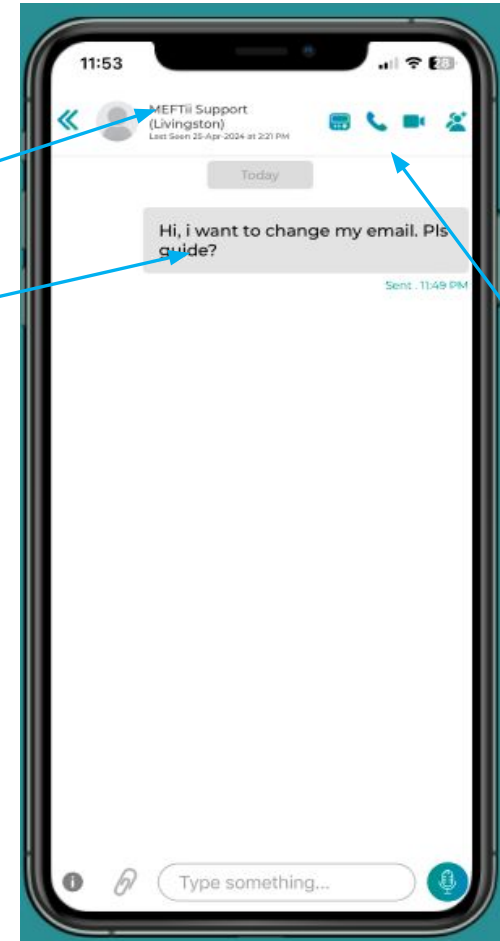 11:53
28
MEFTii Support
(Livingston)
Last Seen 25-Apr-2024 at 2:21 PM
Today
Hi, i want to change my email. Pls
guide?
Sent . 11:49 PM
Type something...